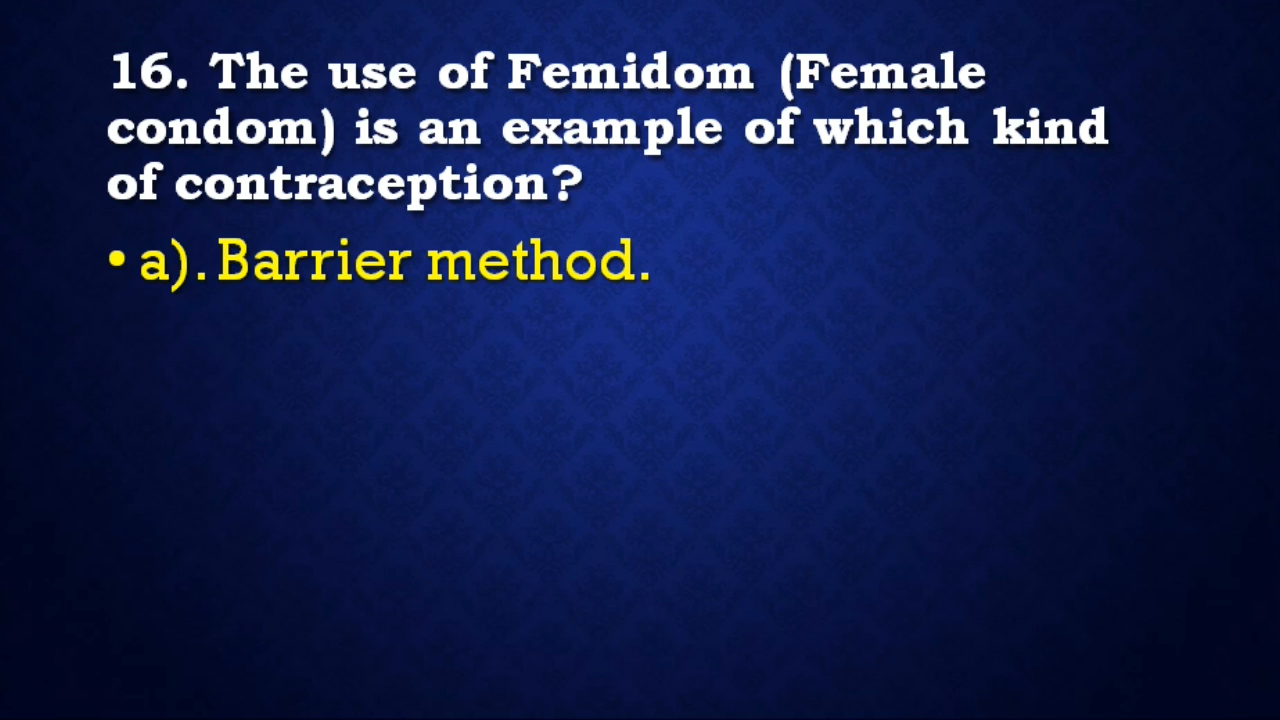 16. The use of Femidom (Female
condom) is an example of which kind
of contraception?
• a). Barrier method.